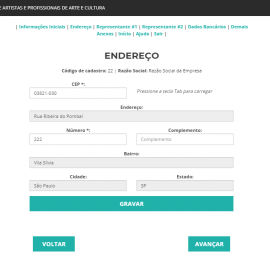 E ARTISTAS E PROFISSIONAIS DE ARTE E CULTURA
| Informações Iniciais | Endereço | Representante #1 | Representante #2 | Dados Bancários | Demais
Anexos | Início | Ajuda | Sair |
ENDEREÇO
Código de cadastro: 22 | Razão Social: Razão Social da Empresa
CEP *:
03821-030 Pressione a tecla Tab para carregar
Endereço:
Rua Ribeira do Pombal
Número *: Complemento:
222 Complemento
Bairro:
Vila Sílvia
Cidade: Estado:
São Paulo SP
GRAVAR
VOLTAR AVANÇAR